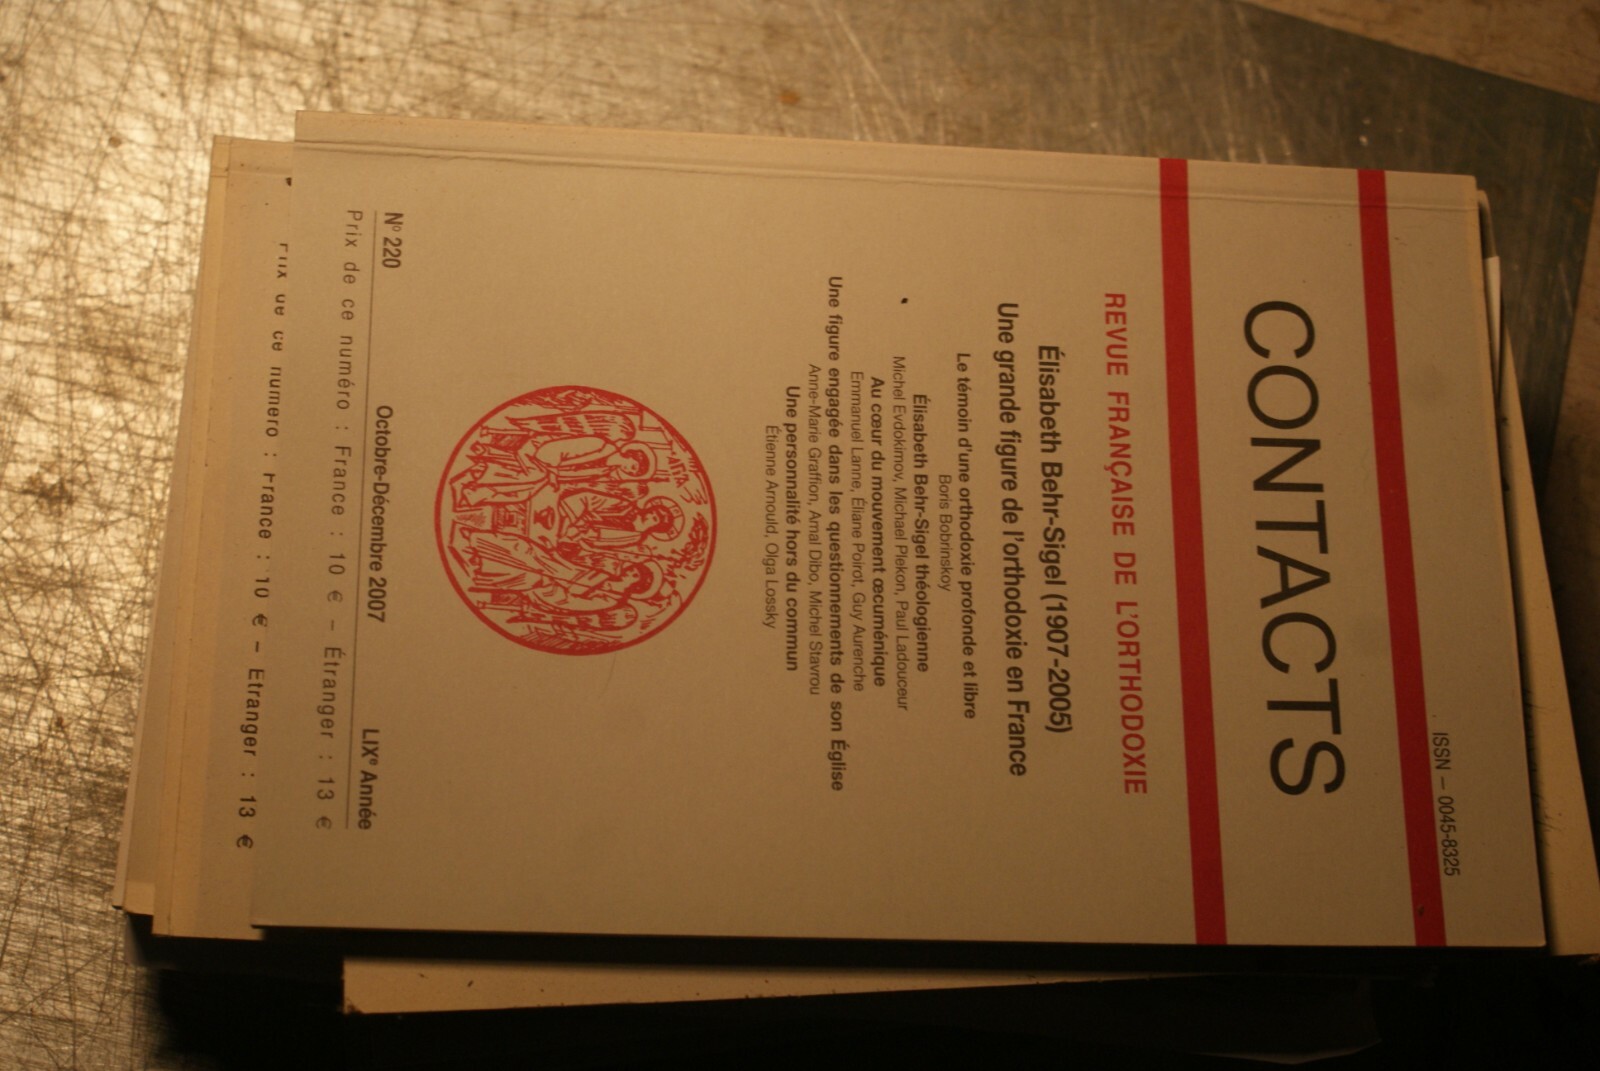 ISSN – 0045-8325
CONTACTS
REVUE FRANÇAISE DE L'ORTHODOXIE
Élisabeth Behr-Sigel (1907-2005)
Une grande figure de l'orthodoxie en France
Le témoin d'une orthodoxie profonde et libre
Boris Bobrinskoy
Élisabeth Behr-Sigel théologienne
Michel Evdokimov, Michael Plekon, Paul Ladouceur
Au cœur du mouvement œcuménique
Emmanuel Lanne, Éliane Poirot, Guy Aurenche
Une figure engagée dans les questionnements de son Église
Anne-Marie Graffion, Amal Dibo, Michel Stavrou
Une personnalité hors du commun
Étienne Arnould, Olga Lossky
Nº 220 Octobre-Décembre 2007 LIXe Année
Prix de ce numéro : France : 10 € – Étranger : 13 €
Prix de ce numéro : France : 10 € – Etranger : 13 €